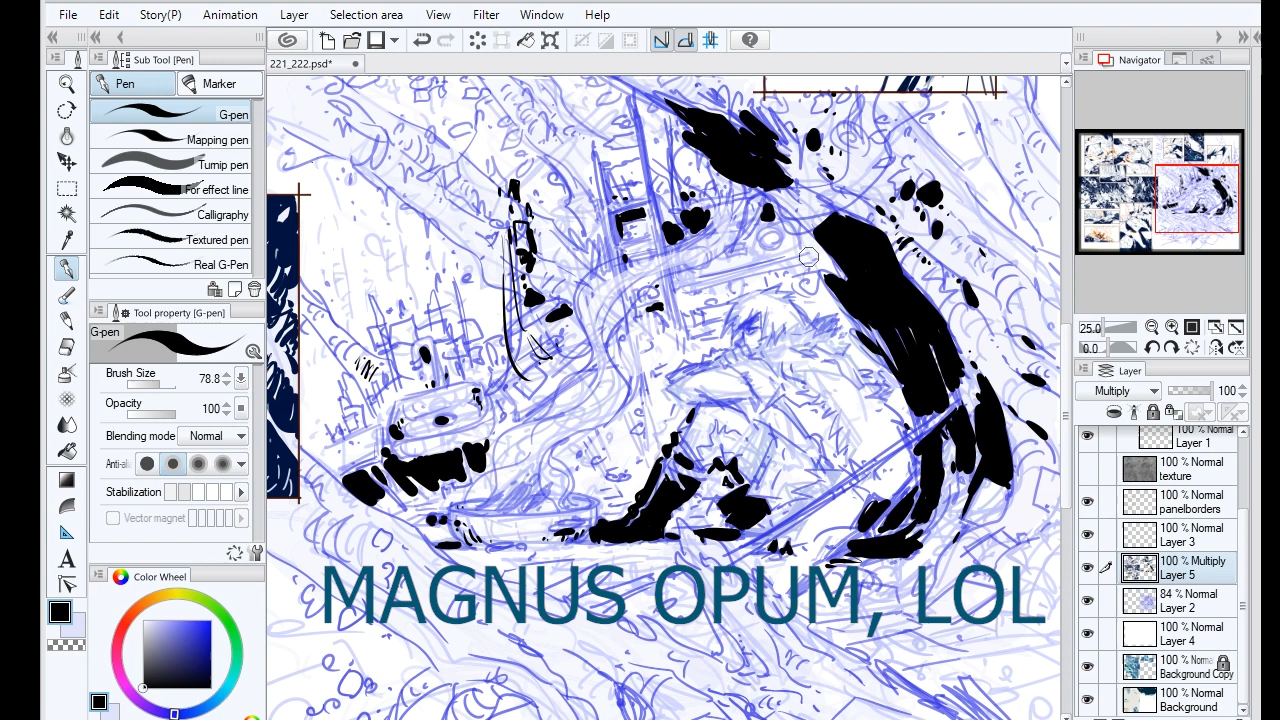 File Edit Story(P) Animation Layer Selection area View Filter Window Help
Sub Tool [Pen]
Pen
Marker
G-pen
Mapping pen
Turnip pen
For effect line
Calligraphy
Textured pen
Real G-Pen
Tool property [G-pen]
G-pen
Brush Size 78.8
Opacity 100
Blending mode Normal
Anti-al
Stabilization
Vector magnet
Color Wheel
221_222.psd*
MAGNUS OPUM, LOL
Navigator
25.0
0.0
Layer
Multiply 100
100 % Normal
Layer 1
100 % Normal
texture
100 % Normal
panelborders
100 % Normal
Layer 3
100 % Multiply
Layer 5
84 % Normal
Layer 2
100 % Normal
Layer 4
100 % Norma
Background Copy
100 % Normal
Background